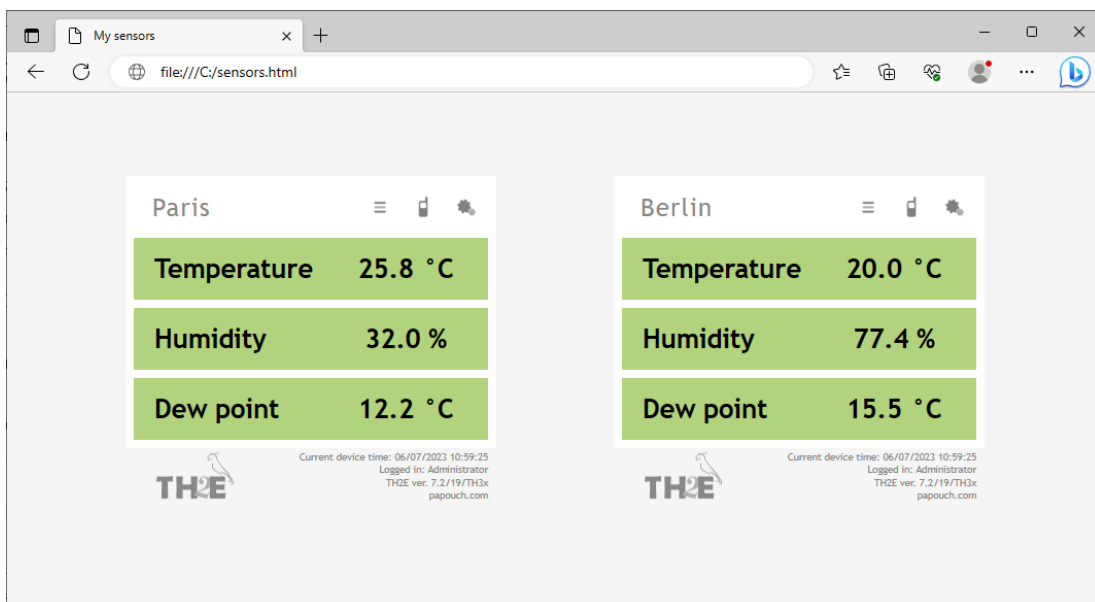 My sensors
file:///C:/sensors.html
Paris
Temperature 25.8 °C
Humidity 32.0 %
Dew point 12.2 °C
TH2E
Current device time: 06/07/2023 10:59:25
Logged in: Administrator
TH2E ver. 7.2/19/TH3x
papouch.com
Berlin
Temperature 20.0 °C
Humidity 77.4 %
Dew point 15.5 °C
TH2E
Current device time: 06/07/2023 10:59:25
Logged in: Administrator
TH2E ver. 7.2/19/TH3x
papouch.com